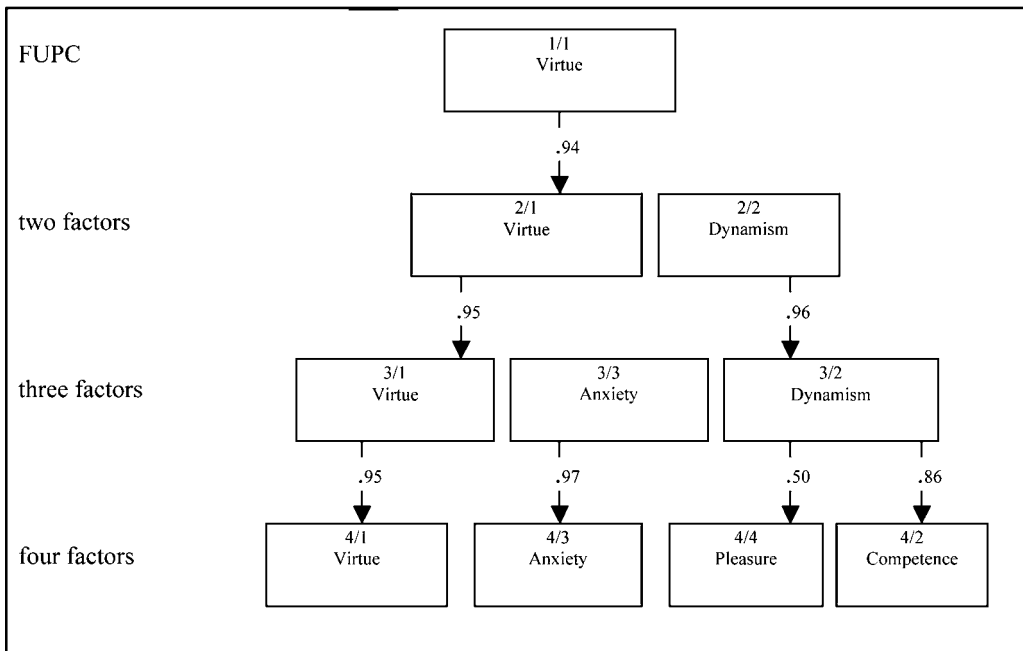 FUPC
1/1
Virtue
.94
two factors
2/1
Virtue
2/2
Dynamism
.95
.96
three factors
3/1
Virtue
3/3
Anxiety
3/2
Dynamism
.95
.97
.50
.86
four factors
4/1
Virtue
4/3
Anxiety
4/4
Pleasure
4/2
Competence